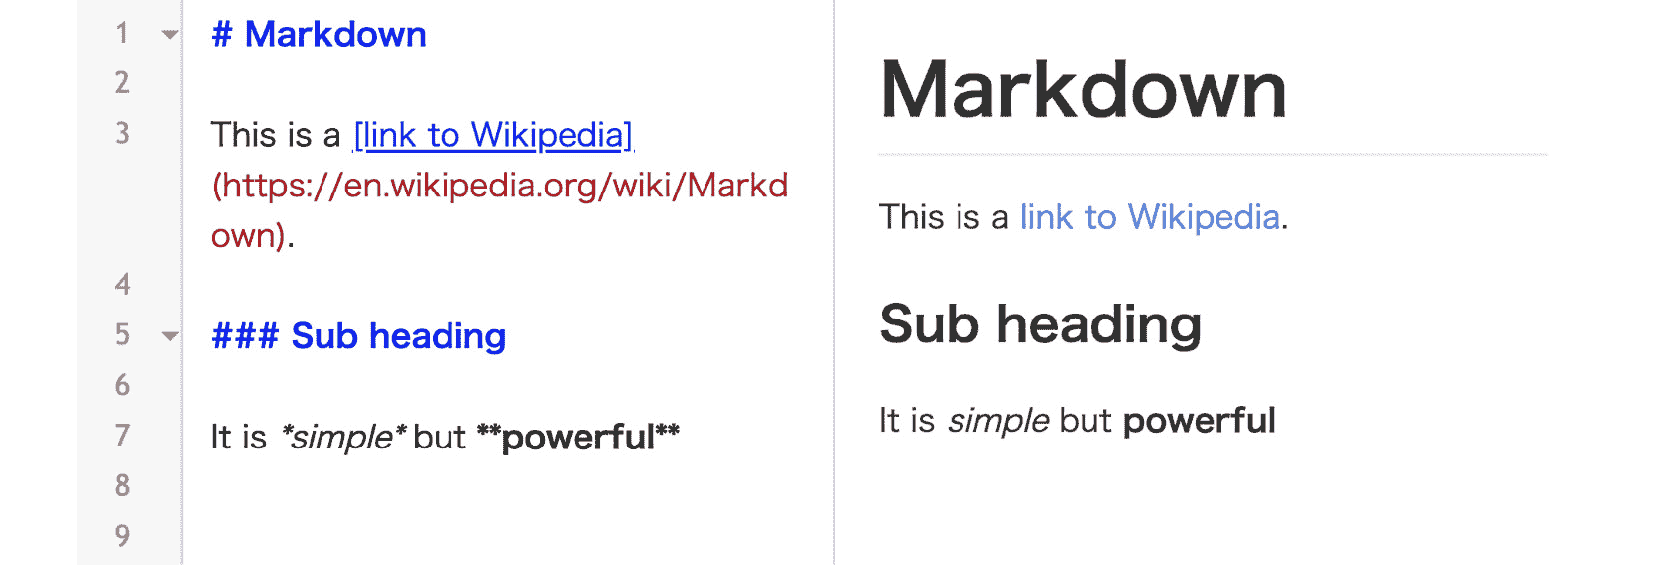 1 # Markdown
2
3 This is a [link to Wikipedia]
(https://en.wikipedia.org/wiki/Markd
own).
4
5 ### Sub heading
6
7 It is *simple* but **powerful**
8
9
Markdown
This is a link to Wikipedia.
Sub heading
It is simple but powerful